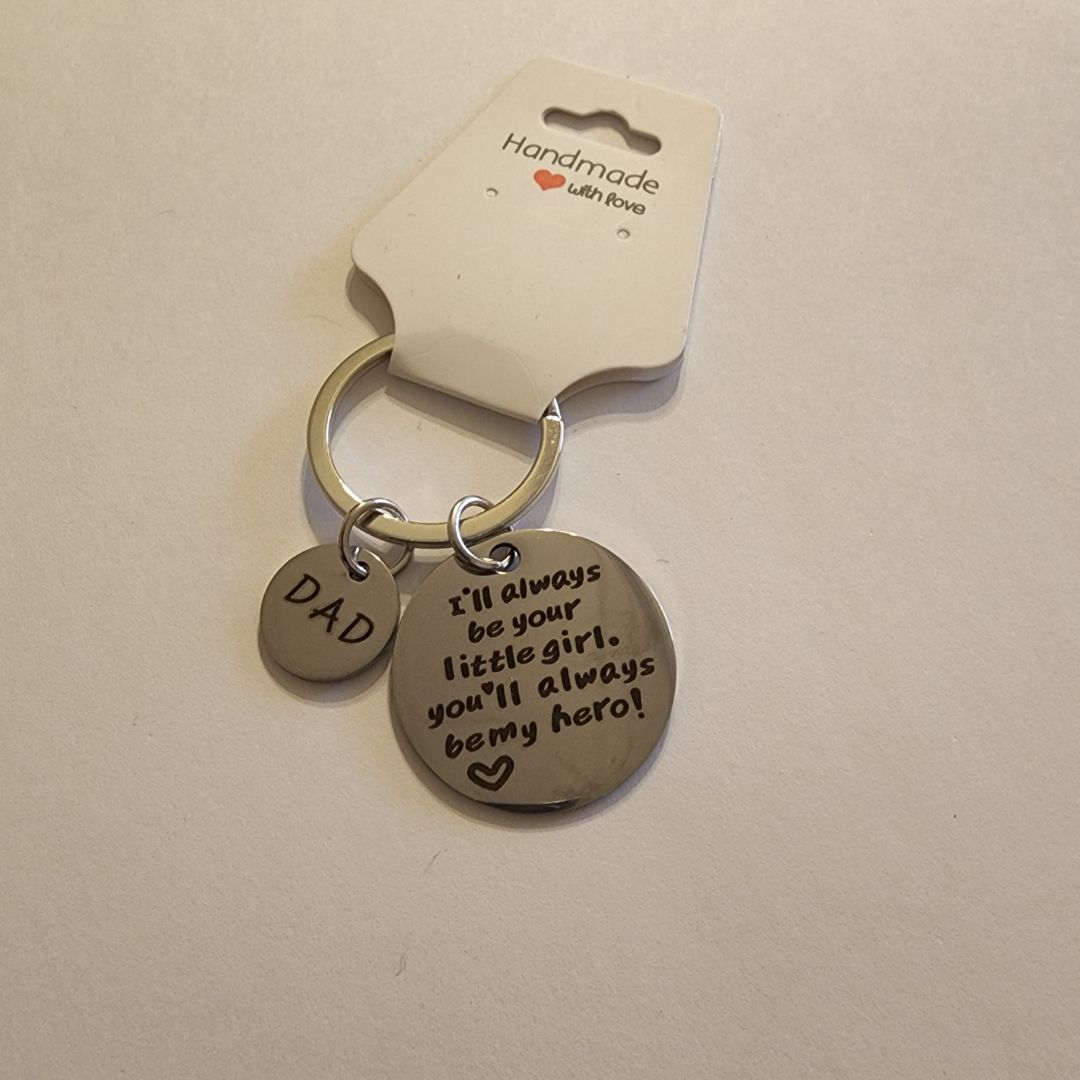 Handmade
with love
DAD
I'll always
be your
little girl.
you'll always
be my hero!